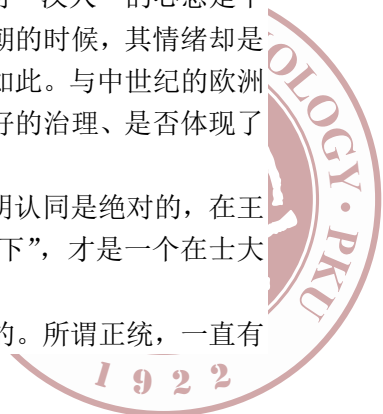 朝的时候，其情绪却是
如此。与中世纪的欧洲
好的治理、是否体现了
明认同是绝对的，在王
下”，才是一个在士大
的。所谓正统，一直有
OLOGY · PKU
1922